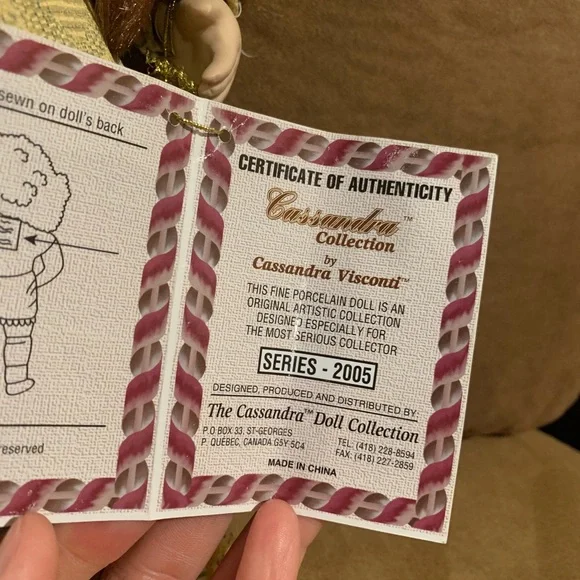 sewn on doll's back
reserved
CERTIFICATE OF AUTHENTICITY
Cassandra™
Collection
by
Cassandra Visconti™
THIS FINE PORCELAIN DOLL IS AN
ORIGINAL ARTISTIC COLLECTION
DESIGNED ESPECIALLY FOR
THE MOST SERIOUS COLLECTOR
SERIES - 2005
DESIGNED, PRODUCED AND DISTRIBUTED BY:
The Cassandra™ Doll Collection
P.O BOX 33, ST-GEORGES
P. QUÉBEC, CANADA G5Y 5C4
TEL. (418) 228-8594
FAX: (418) 227-2859
MADE IN CHINA